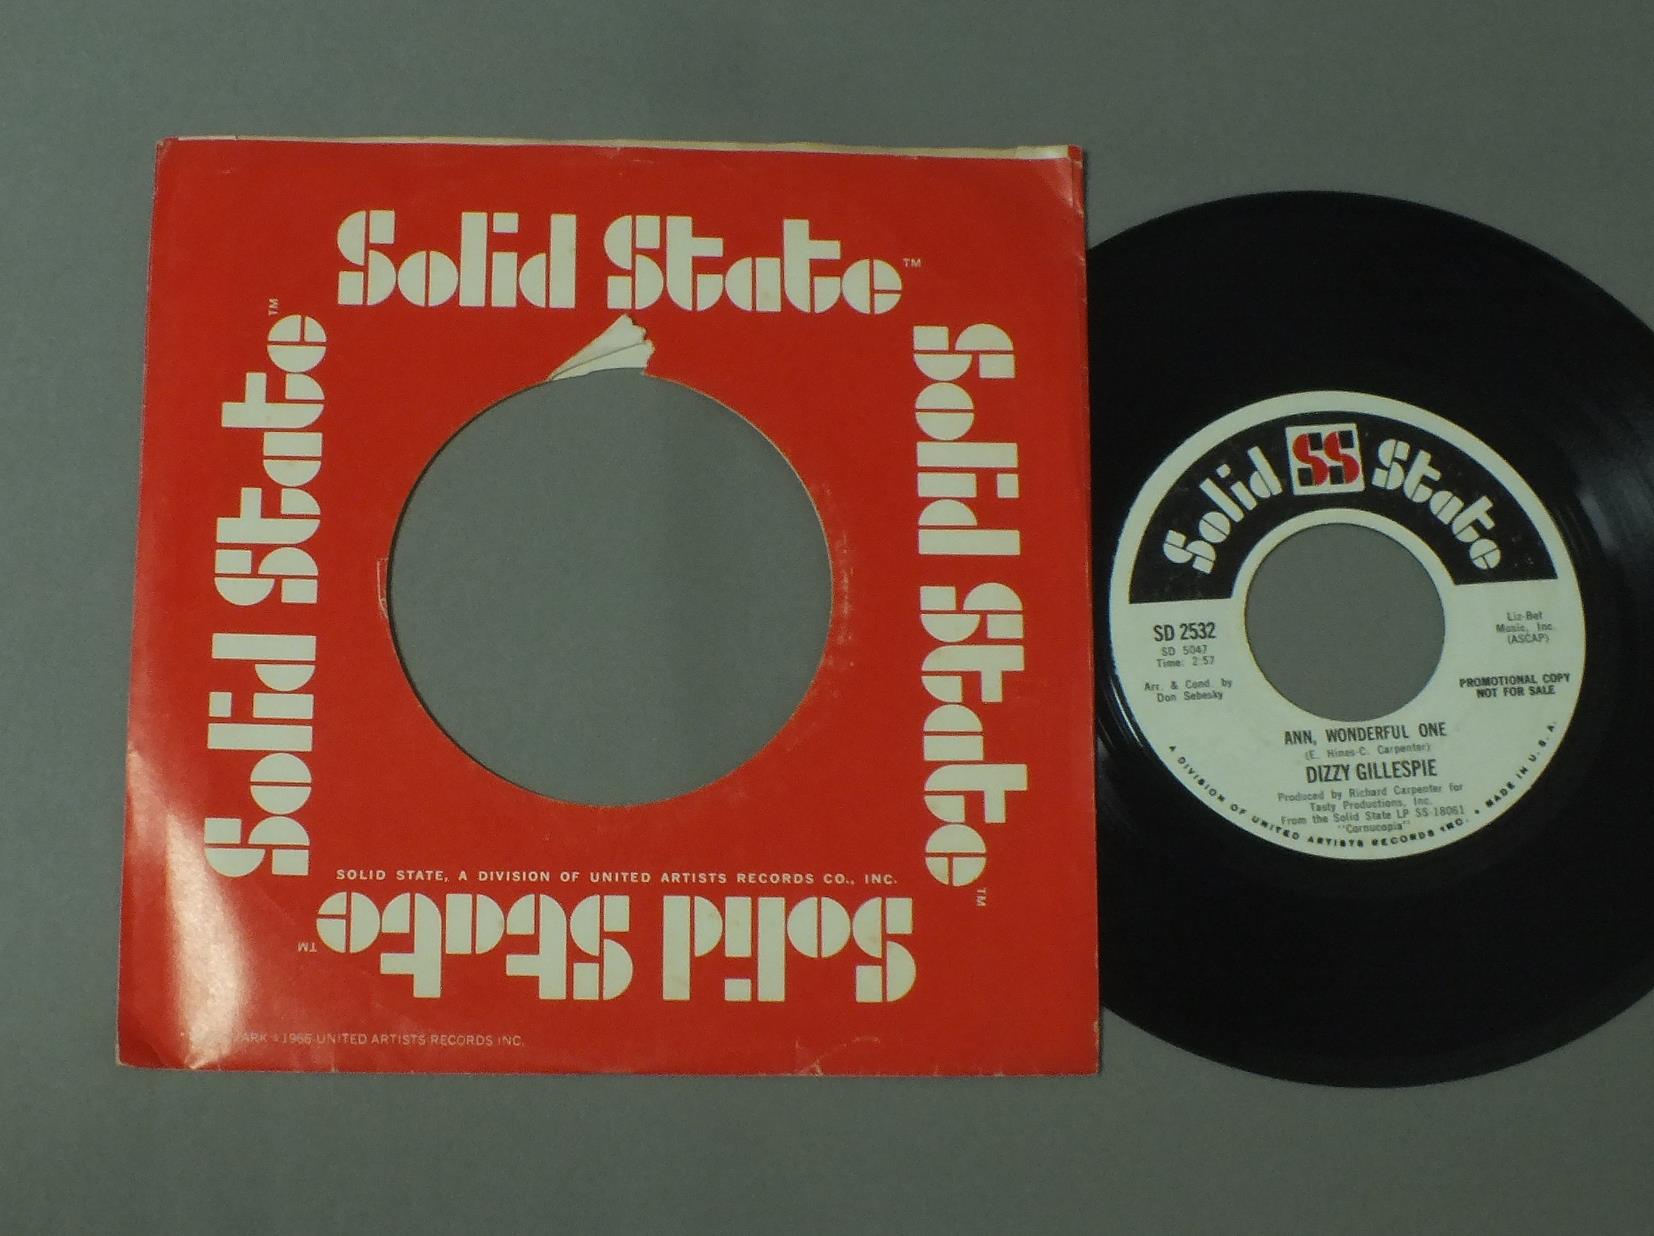 Solid State™
Solid State™
Solid State™
Solid State™
SOLID STATE, A DIVISION OF UNITED ARTISTS RECORDS CO., INC.
1966 UNITED ARTISTS RECORDS INC.
Solid SS State
SD 2532
SD 5047
Time: 2:57
Arr. & Cond. by
Don Sebesky
Liz-Bet
Music, Inc.
(ASCAP)
PROMOTIONAL COPY
NOT FOR SALE
ANN, WONDERFUL ONE
(E. Hines-C. Carpenter)
DIZZY GILLESPIE
Produced by Richard Carpenter for
Tasty Productions, Inc.
From the Solid State LP SS-18061
"Cornucopia"
A DIVISION OF UNITED ARTISTS RECORDS INC. • MADE IN U.S.A.